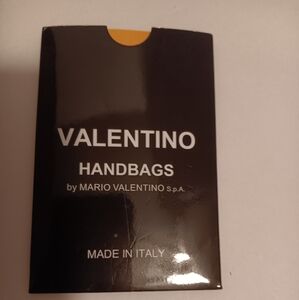 VALENTINO
HANDBAGS
by MARIO VALENTINO S.p.A.
MADE IN ITALY